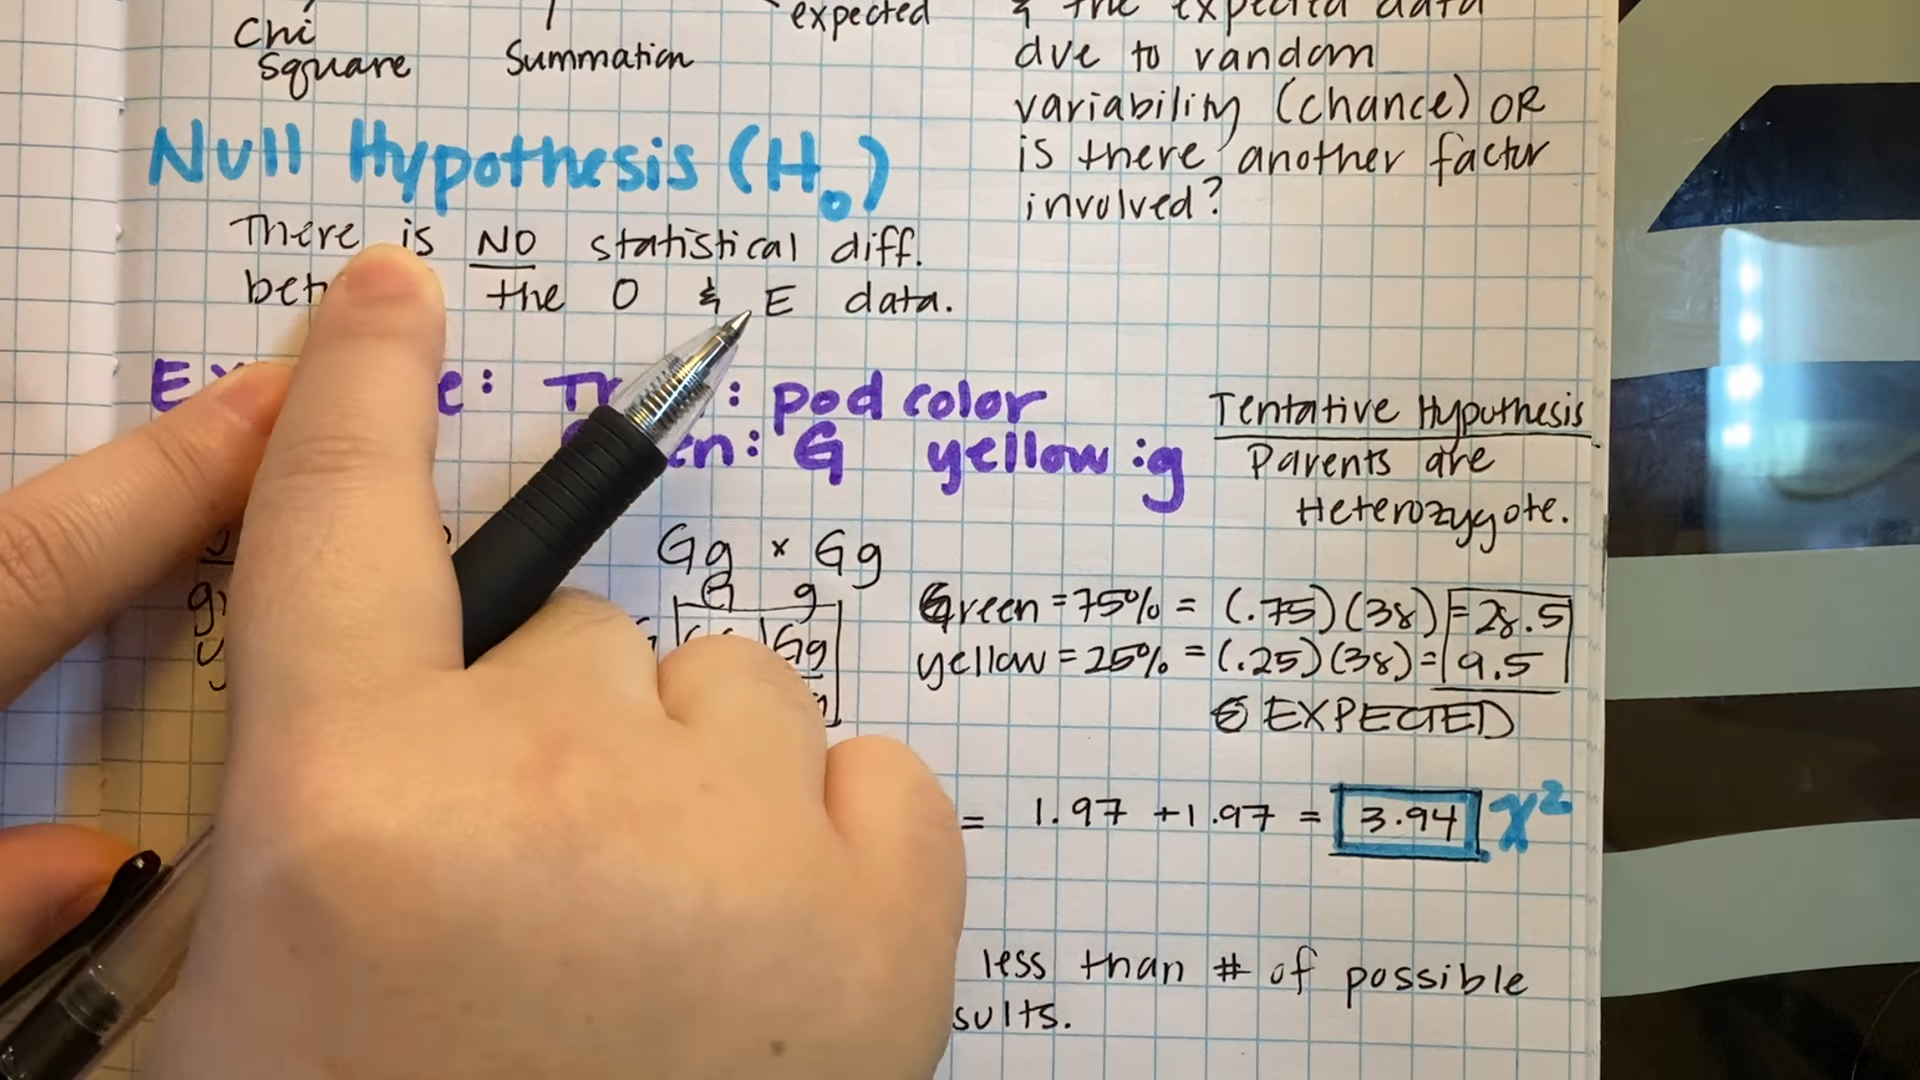 Chi
Square
Summation
expected
& the expected data
due to random
variability (chance) OR
is there another factor
involved?
Null Hypothesis (H0)
There is NO statistical diff.
the O & E data.
: pod color
: G yellow : g
Tentative Hypothesis
Parents are
Heterozygote.
Gg × Gg
G g
Gg
Green = 75% = (.75)(38) = 28.5
yellow = 25% = (.25)(38) = 9.5
EXPECTED
= 1.97 + 1.97 = 3.94 χ²
less than # of possible